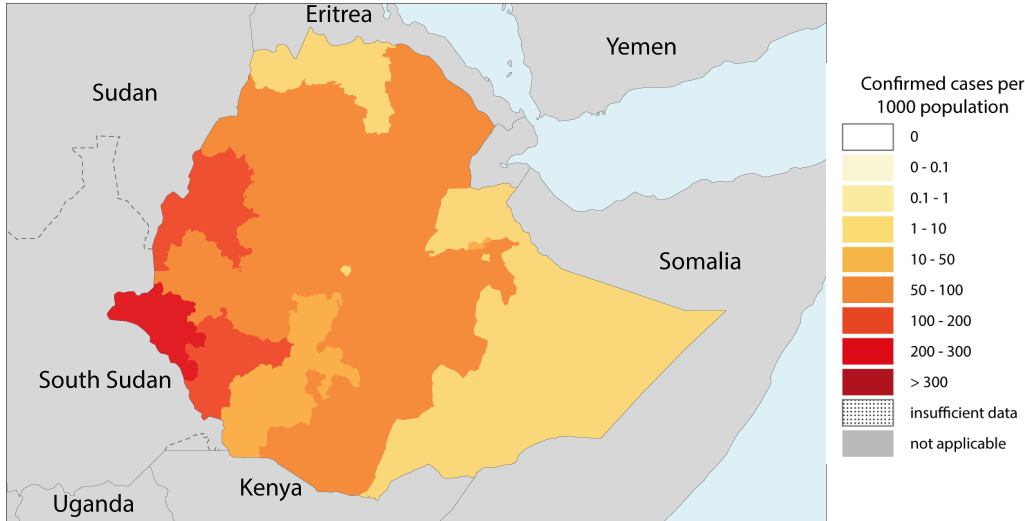 Eritrea
Yemen
Sudan
Somalia
South Sudan
Kenya
Uganda
Confirmed cases per
1000 population
0
0 - 0.1
0.1 - 1
1 - 10
10 - 50
50 - 100
100 - 200
200 - 300
> 300
insufficient data
not applicable